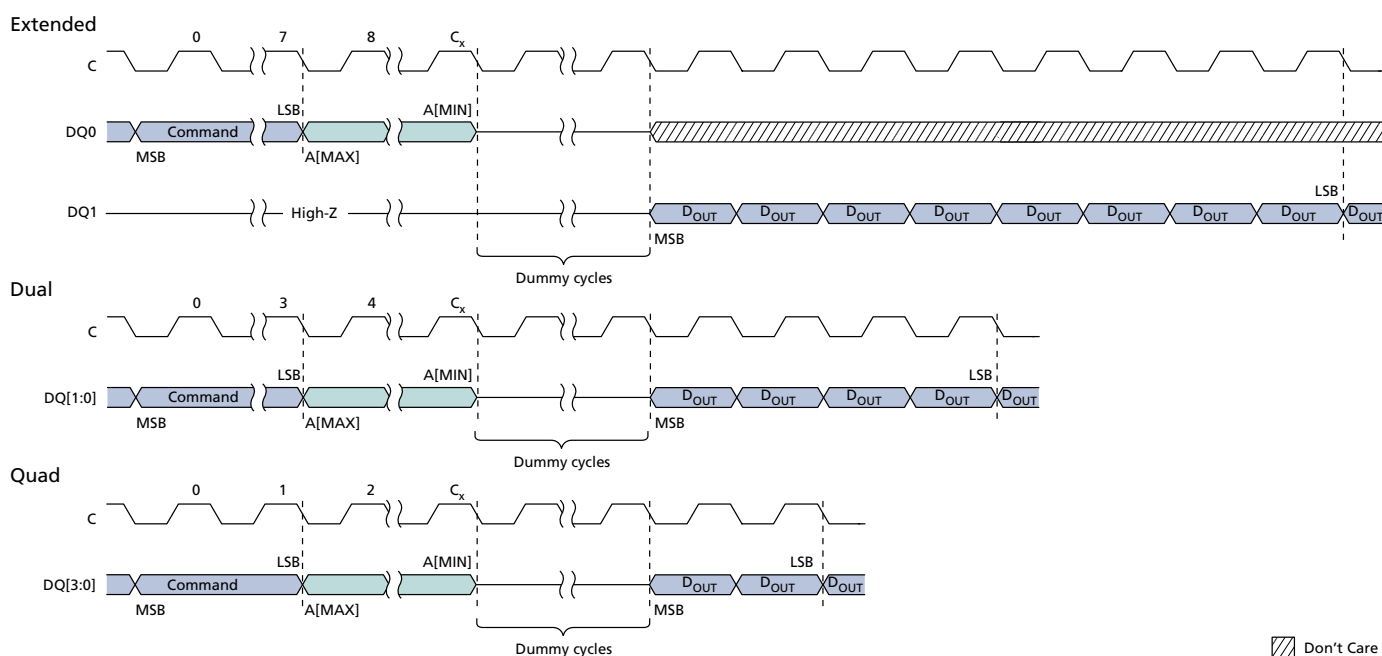 Extended
0 7 8 Cx
C
LSB A[MIN]
DQ0 Command
MSB A[MAX]
LSB
DQ1 High-Z DOUT DOUT DOUT DOUT DOUT DOUT DOUT DOUT DOUT
MSB
Dummy cycles
Dual
0 3 4 Cx
C
LSB A[MIN] LSB
DQ[1:0] Command DOUT DOUT DOUT DOUT DOUT
MSB A[MAX] MSB
Dummy cycles
Quad
0 1 2 Cx
C
LSB A[MIN] LSB
DQ[3:0] Command DOUT DOUT DOUT
MSB A[MAX] MSB
Dummy cycles
Don't Care